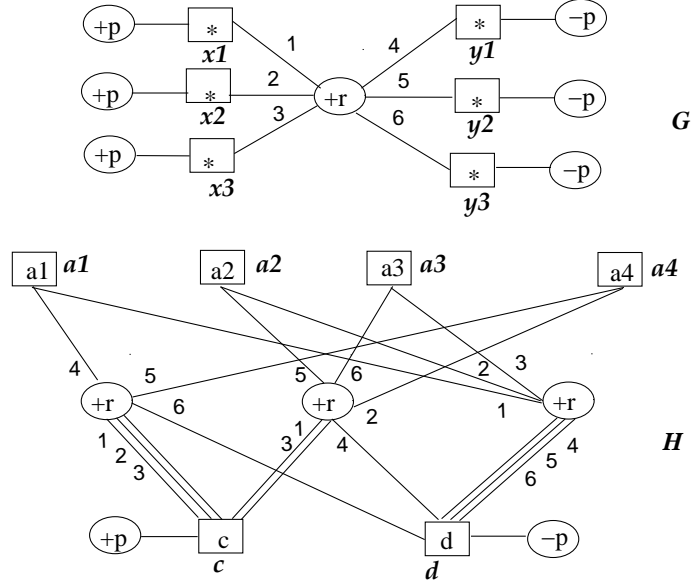 +p * 1 4 * −p
x1 y1
+p * 2 +r 5 * −p
x2 3 6 y2 G
+p * * −p
x3 y3
a1 a1 a2 a2 a3 a3 a4 a4
4 5 5 6 2 3
+r 6 +r 2 1 +r
1 2 3 3 1 4 6 5 4 H
+p c d −p
c d